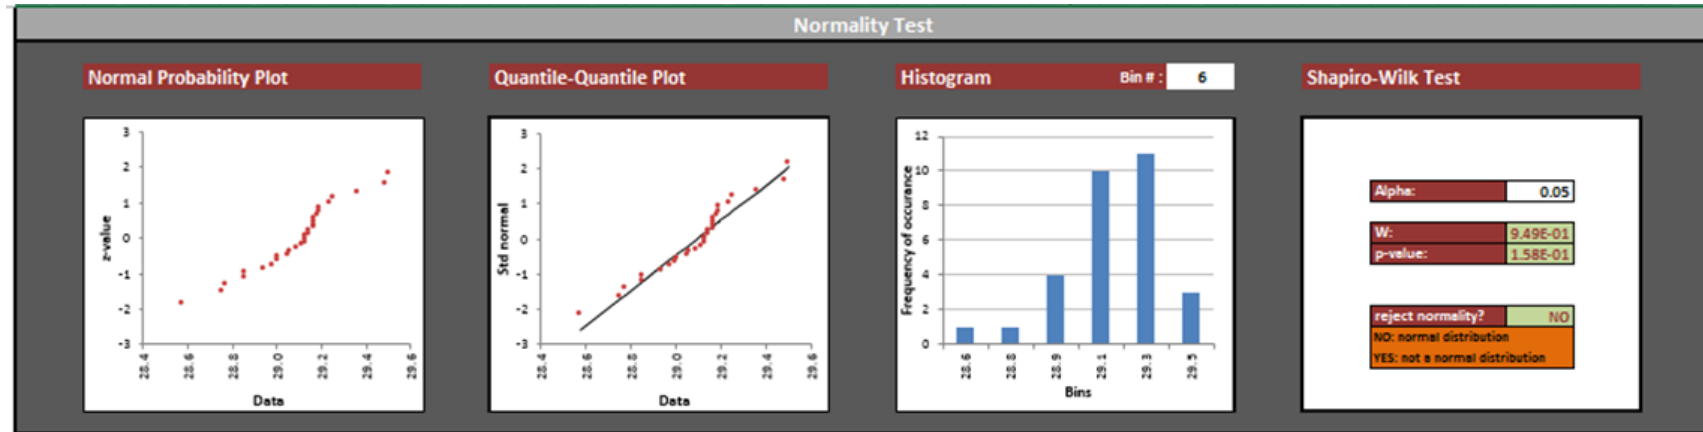 Normality Test
Normal Probability Plot
3
2
1
0
-1
-2
-3
z-value
28.4
28.6
28.8
29.0
29.2
29.4
29.6
Data
Quantile-Quantile Plot
3
2
1
0
-1
-2
-3
Std normal
28.4
28.6
28.8
29.0
29.2
29.4
29.6
Data
Histogram Bin # : 6
12
10
8
6
4
2
0
Frequency of occurance
28.6
28.8
28.9
29.1
29.3
29.5
Bins
Shapiro-Wilk Test
Alpha: 0.05
W: 9.49E-01
p-value: 1.58E-01
reject normality? NO
NO: normal distribution
YES: not a normal distribution